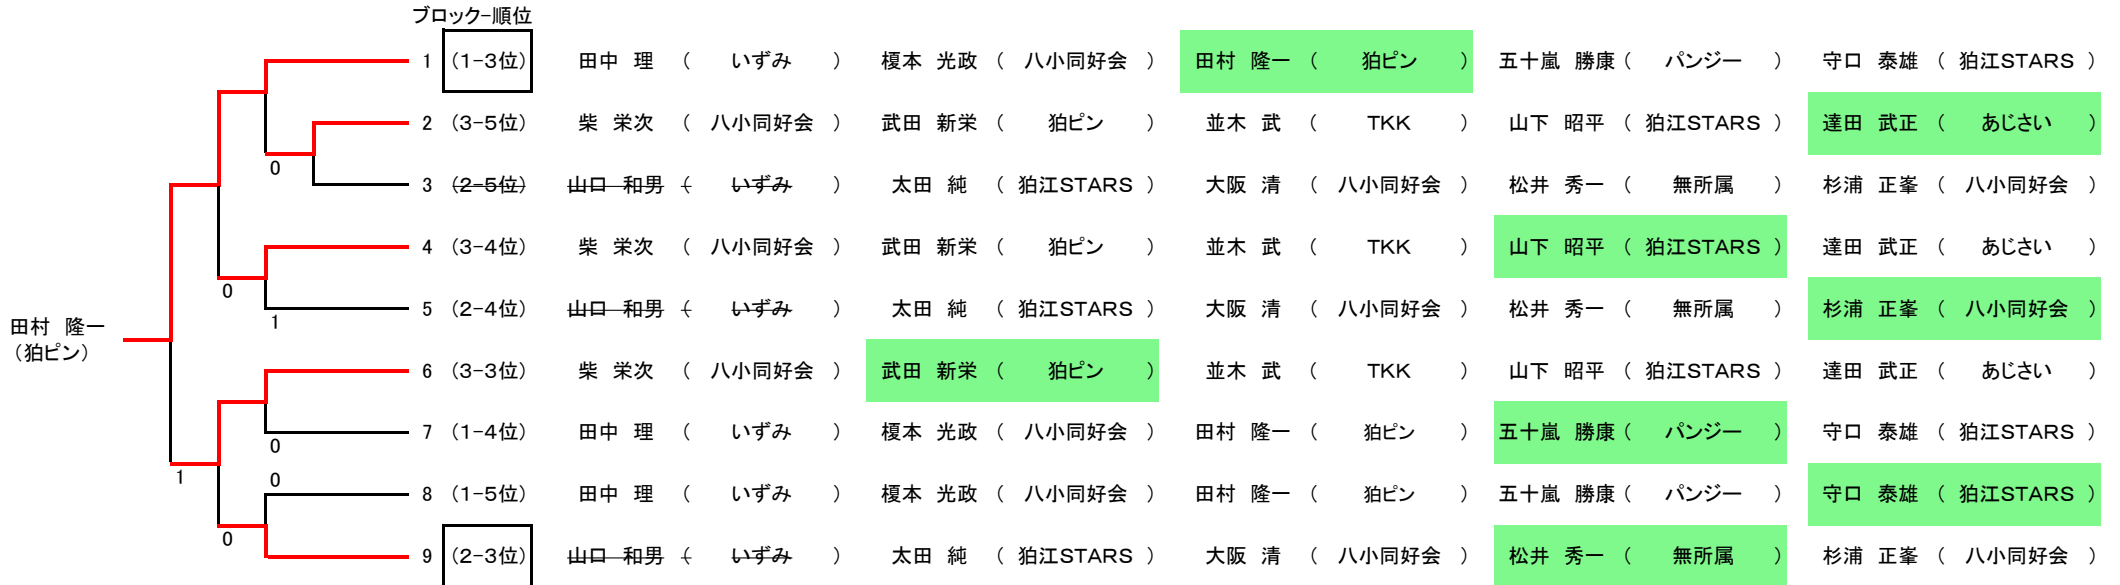 ブロック-順位
1 (1-3位) 田中 理 ( いずみ ) 榎本 光政 ( 八小同好会 ) 田村 隆一 ( 狛ピン ) 五十嵐 勝康 ( パンジー ) 守口 泰雄 ( 狛江STARS )
2 (3-5位) 柴 栄次 ( 八小同好会 ) 武田 新栄 ( 狛ピン ) 並木 武 ( TKK ) 山下 昭平 ( 狛江STARS ) 達田 武正 ( あじさい )
0
3 (2-5位) 山口 和男 ( いずみ ) 太田 純 ( 狛江STARS ) 大阪 清 ( 八小同好会 ) 松井 秀一 ( 無所属 ) 杉浦 正峯 ( 八小同好会 )
4 (3-4位) 柴 栄次 ( 八小同好会 ) 武田 新栄 ( 狛ピン ) 並木 武 ( TKK ) 山下 昭平 ( 狛江STARS ) 達田 武正 ( あじさい )
0
5 (2-4位) 山口 和男 ( いずみ ) 太田 純 ( 狛江STARS ) 大阪 清 ( 八小同好会 ) 松井 秀一 ( 無所属 ) 杉浦 正峯 ( 八小同好会 )
1
田村 隆一
(狛ピン)
6 (3-3位) 柴 栄次 ( 八小同好会 ) 武田 新栄 ( 狛ピン ) 並木 武 ( TKK ) 山下 昭平 ( 狛江STARS ) 達田 武正 ( あじさい )
7 (1-4位) 田中 理 ( いずみ ) 榎本 光政 ( 八小同好会 ) 田村 隆一 ( 狛ピン ) 五十嵐 勝康 ( パンジー ) 守口 泰雄 ( 狛江STARS )
0
1
0
8 (1-5位) 田中 理 ( いずみ ) 榎本 光政 ( 八小同好会 ) 田村 隆一 ( 狛ピン ) 五十嵐 勝康 ( パンジー ) 守口 泰雄 ( 狛江STARS )
0
9 (2-3位) 山口 和男 ( いずみ ) 太田 純 ( 狛江STARS ) 大阪 清 ( 八小同好会 ) 松井 秀一 ( 無所属 ) 杉浦 正峯 ( 八小同好会 )